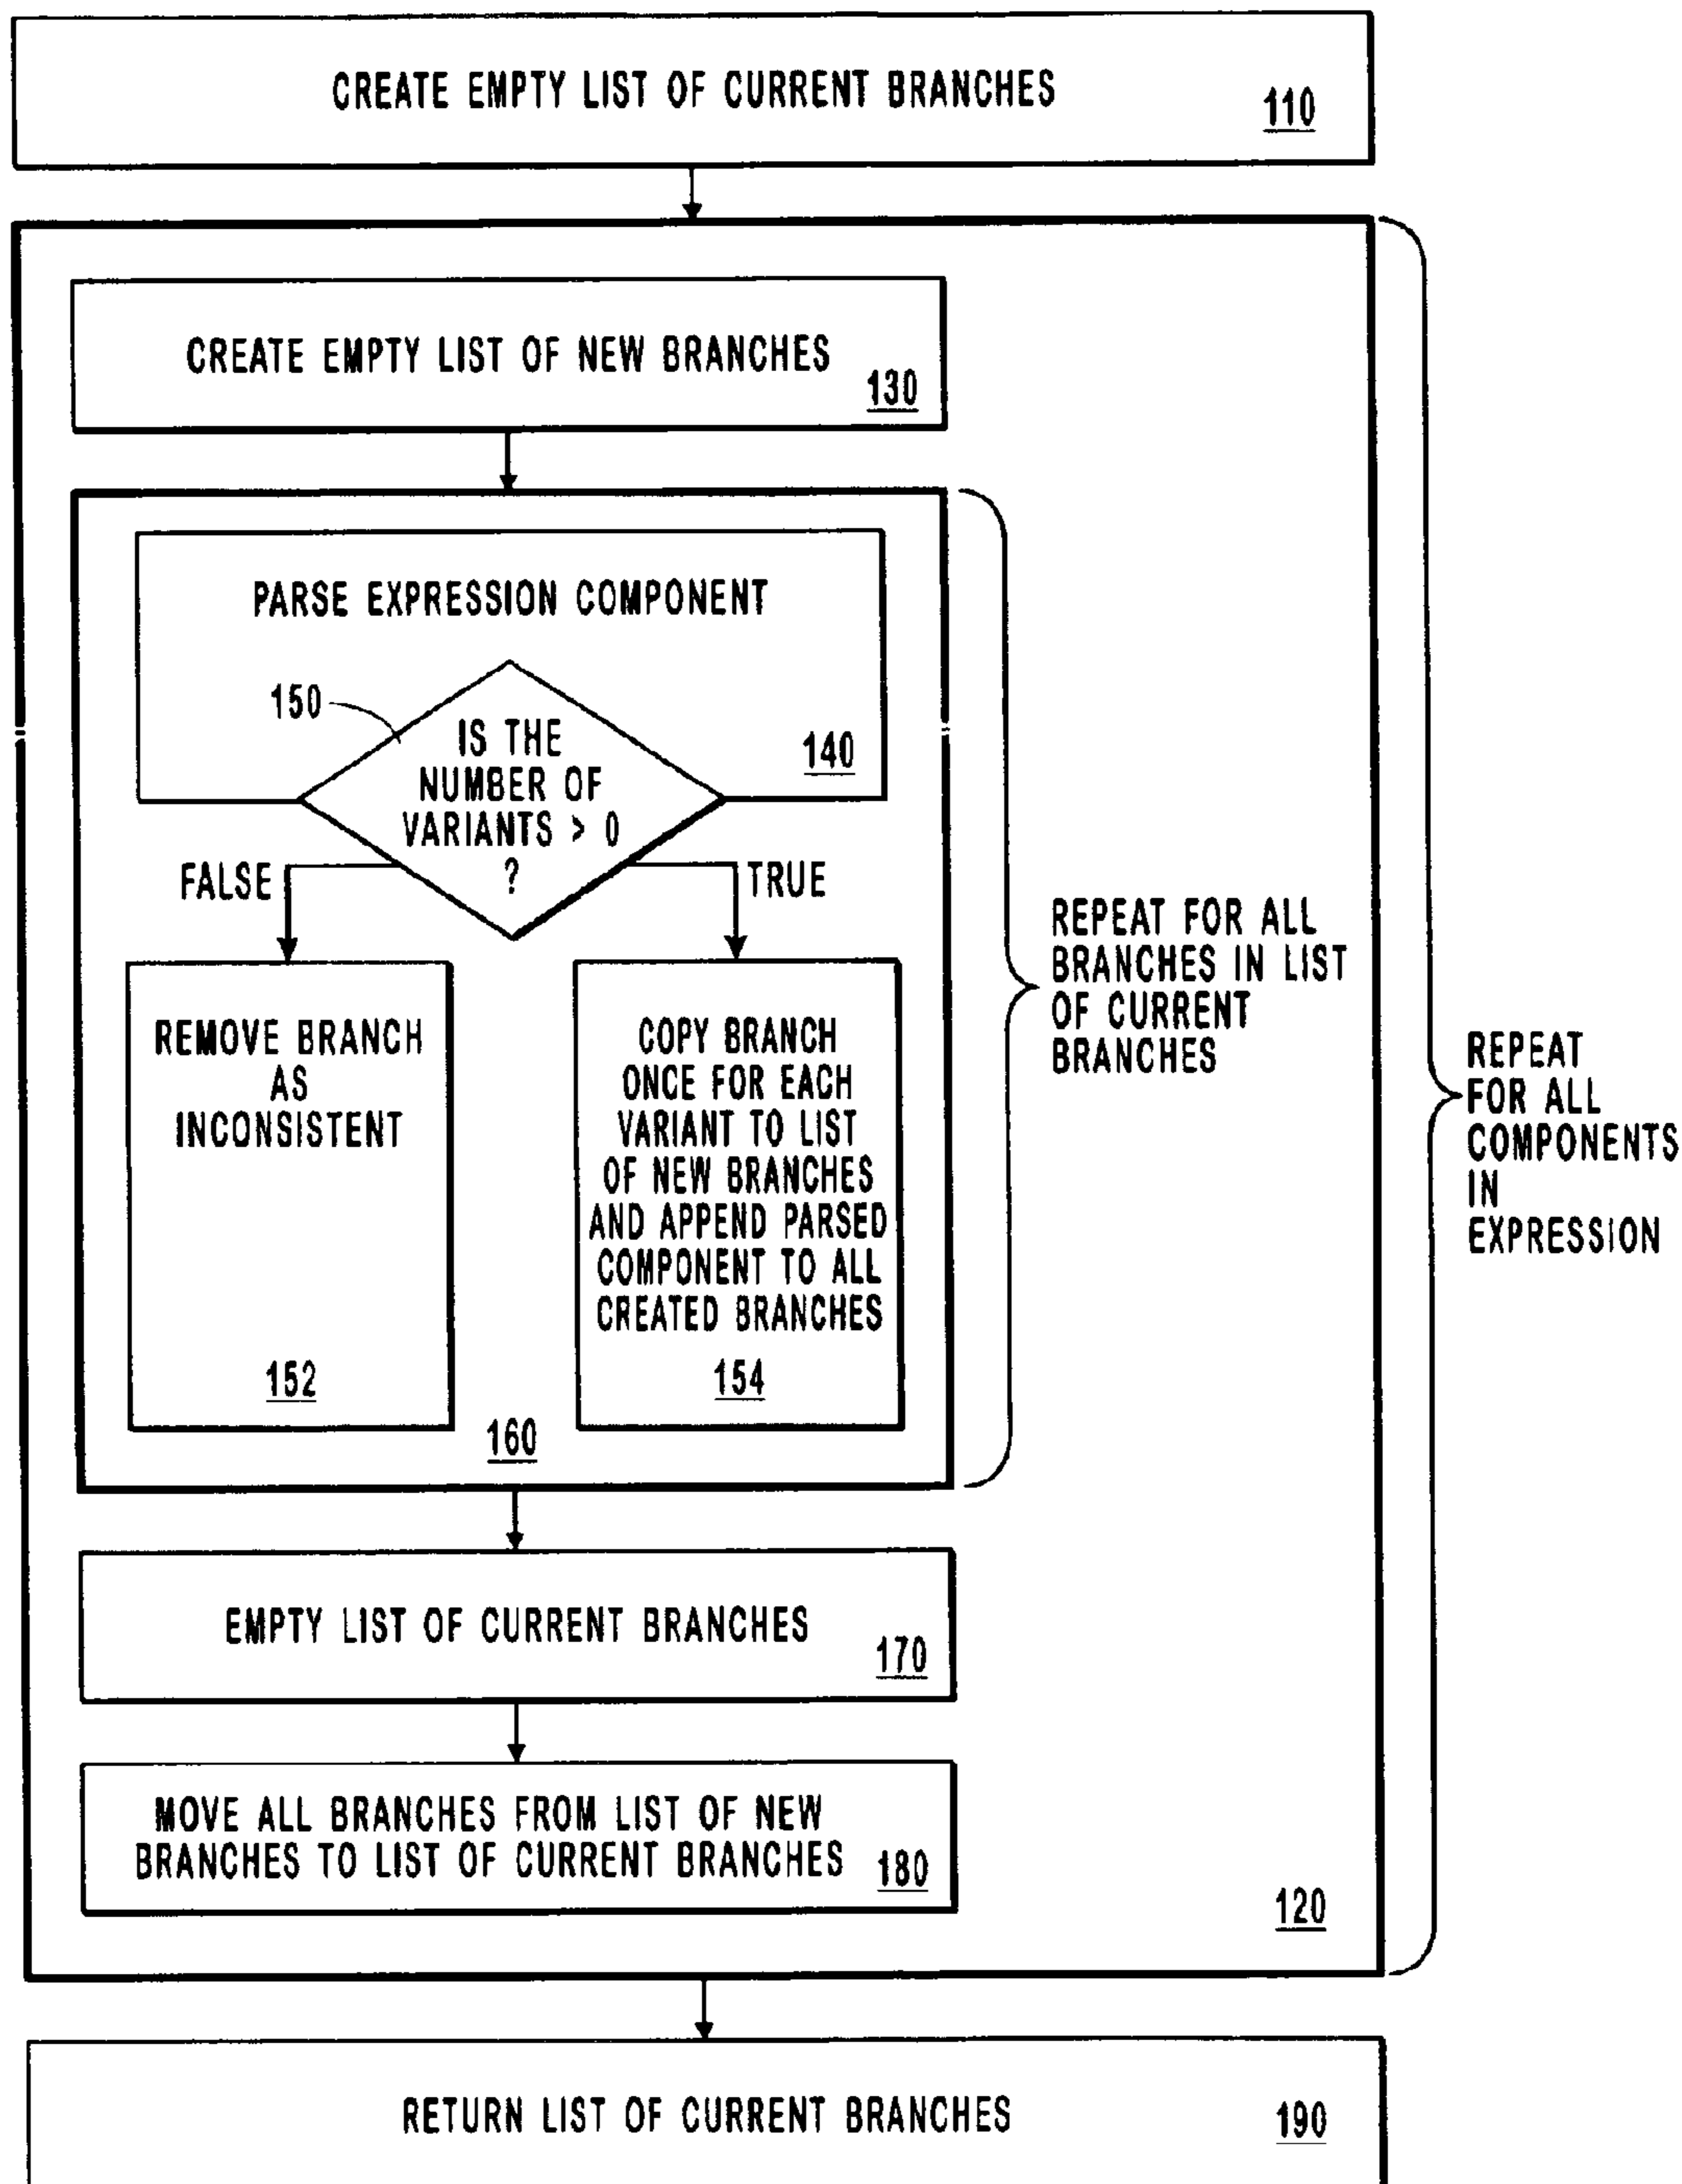 CREATE EMPTY LIST OF CURRENT BRANCHES
110
CREATE EMPTY LIST OF NEW BRANCHES
130
PARSE EXPRESSION COMPONENT
150
IS THE
NUMBER OF
VARIANTS > 0
?
140
FALSE
TRUE
REMOVE BRANCH
AS
INCONSISTENT
152
COPY BRANCH
ONCE FOR EACH
VARIANT TO LIST
OF NEW BRANCHES
AND APPEND PARSED
COMPONENT TO ALL
CREATED BRANCHES
154
160
REPEAT FOR ALL
BRANCHES IN LIST
OF CURRENT
BRANCHES
REPEAT
FOR ALL
COMPONENTS
IN
EXPRESSION
EMPTY LIST OF CURRENT BRANCHES
170
MOVE ALL BRANCHES FROM LIST OF NEW
BRANCHES TO LIST OF CURRENT BRANCHES
180
120
RETURN LIST OF CURRENT BRANCHES
190